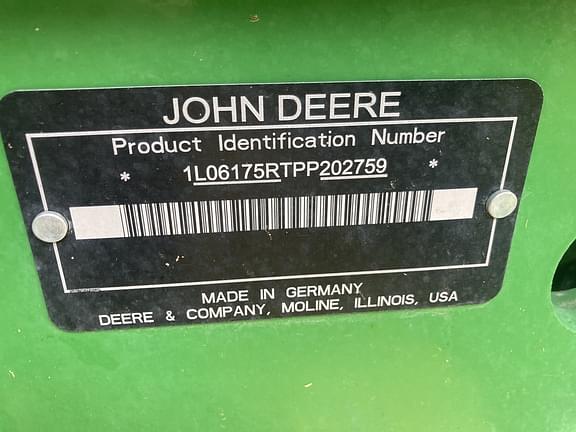 JOHN DEERE
Product Identification Number
* 1L06175RTPP202759 *
MADE IN GERMANY
DEERE & COMPANY, MOLINE, ILLINOIS, USA